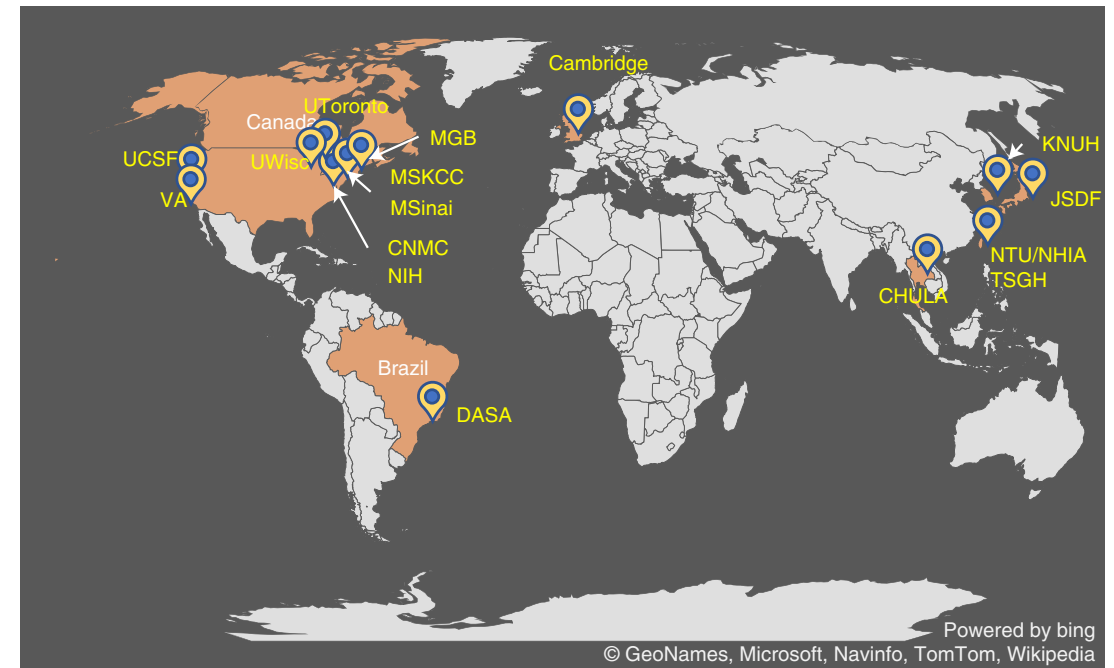 Cambridge
UToronto
Canada
MGB
KNUH
UCSF
UWisc
MSKCC
VA
MSinai
JSDF
CNMC
NIH
NTU/NHIA
TSGH
CHULA
Brazil
DASA
Powered by bing
© GeoNames, Microsoft, Navinfo, TomTom, Wikipedia